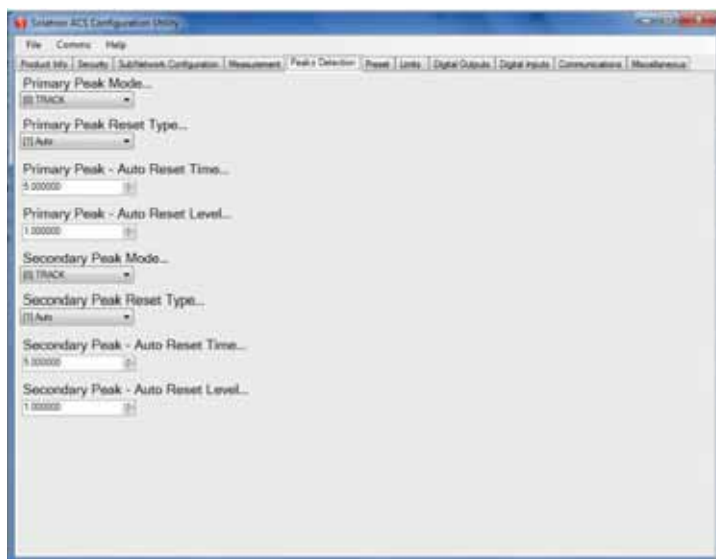 Solatron ACS Configuration Utility
File Comms Help
Product Info Security SubNetwork Configuration Measurement Peaks Detection Preset Limits Digital Outputs Digital Inputs Communications Miscellaneous
Primary Peak Mode...
[0] TRACK
Primary Peak Reset Type...
[1] Auto
Primary Peak - Auto Reset Time...
5.000000
Primary Peak - Auto Reset Level...
1.000000
Secondary Peak Mode...
[0] TRACK
Secondary Peak Reset Type...
[1] Auto
Secondary Peak - Auto Reset Time...
5.000000
Secondary Peak - Auto Reset Level...
1.000000